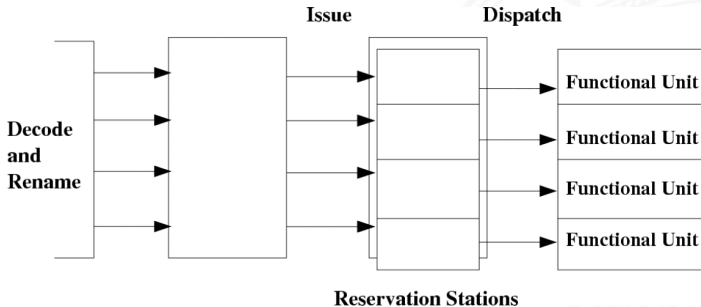 Issue
Dispatch
Decode
and
Rename
Functional Unit
Functional Unit
Functional Unit
Functional Unit
Reservation Stations